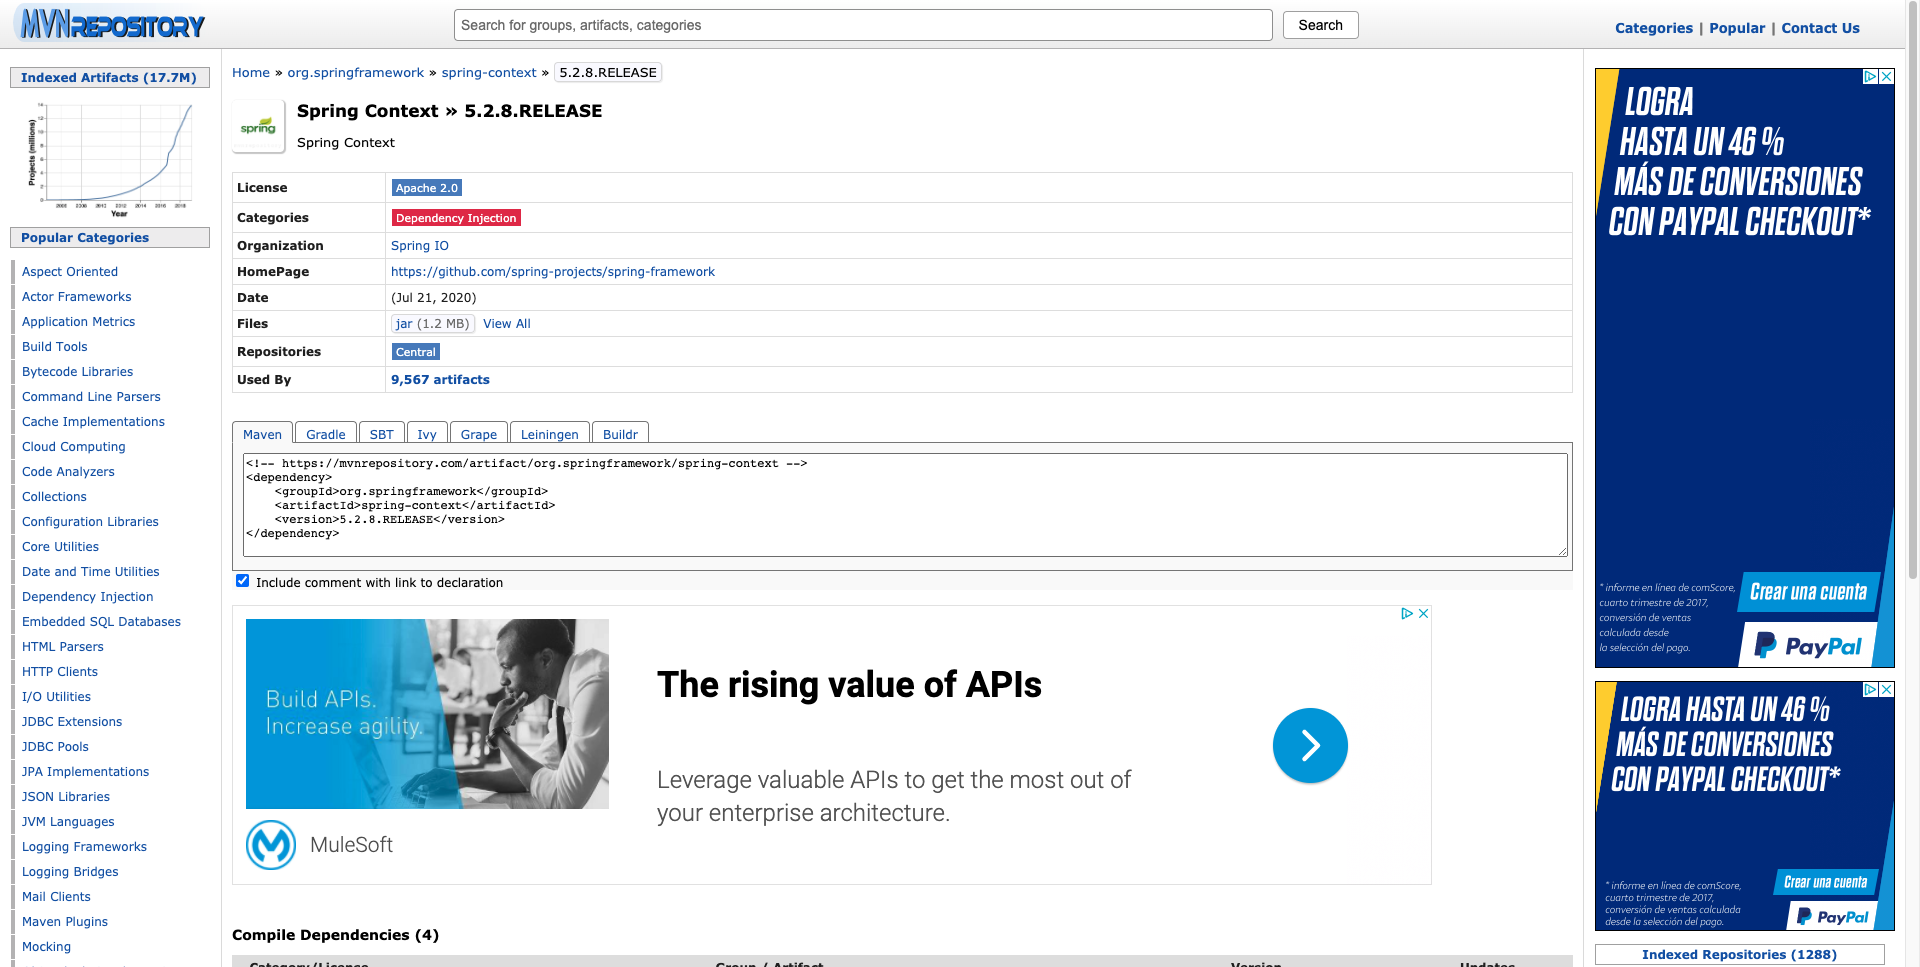 MVNREPOSITORY
Search for groups, artifacts, categories
Search
Categories | Popular | Contact Us
Indexed Artifacts (17.7M)
Projects (millions)
Year
Popular Categories
Aspect Oriented
Actor Frameworks
Application Metrics
Build Tools
Bytecode Libraries
Command Line Parsers
Cache Implementations
Cloud Computing
Code Analyzers
Collections
Configuration Libraries
Core Utilities
Date and Time Utilities
Dependency Injection
Embedded SQL Databases
HTML Parsers
HTTP Clients
I/O Utilities
JDBC Extensions
JDBC Pools
JPA Implementations
JSON Libraries
JVM Languages
Logging Frameworks
Logging Bridges
Mail Clients
Maven Plugins
Mocking
Home » org.springframework » spring-context » 5.2.8.RELEASE
spring
Spring Context » 5.2.8.RELEASE
Spring Context
License Apache 2.0
Categories Dependency Injection
Organization Spring IO
HomePage https://github.com/spring-projects/spring-framework
Date (Jul 21, 2020)
Files jar (1.2 MB) View All
Repositories Central
Used By 9,567 artifacts
Maven Gradle SBT Ivy Grape Leiningen Buildr
<!-- https://mvnrepository.com/artifact/org.springframework/spring-context -->
<dependency>
    <groupId>org.springframework</groupId>
    <artifactId>spring-context</artifactId>
    <version>5.2.8.RELEASE</version>
</dependency>
Include comment with link to declaration
Build APIs.
Increase agility.
MuleSoft
The rising value of APIs
Leverage valuable APIs to get the most out of
your enterprise architecture.
Compile Dependencies (4)
Category/License Group / Artifact Version Updates
LOGRA
HASTA UN 46 %
MÁS DE CONVERSIONES
CON PAYPAL CHECKOUT*
* informe en línea de comScore,
cuarto trimestre de 2017,
conversión de ventas
calculada desde
la selección del pago.
Crear una cuenta
PayPal
LOGRA HASTA UN 46 %
MÁS DE CONVERSIONES
CON PAYPAL CHECKOUT*
* informe en línea de comScore,
cuarto trimestre de 2017,
conversión de ventas calculada
desde la selección del pago.
Crear una cuenta
PayPal
Indexed Repositories (1288)